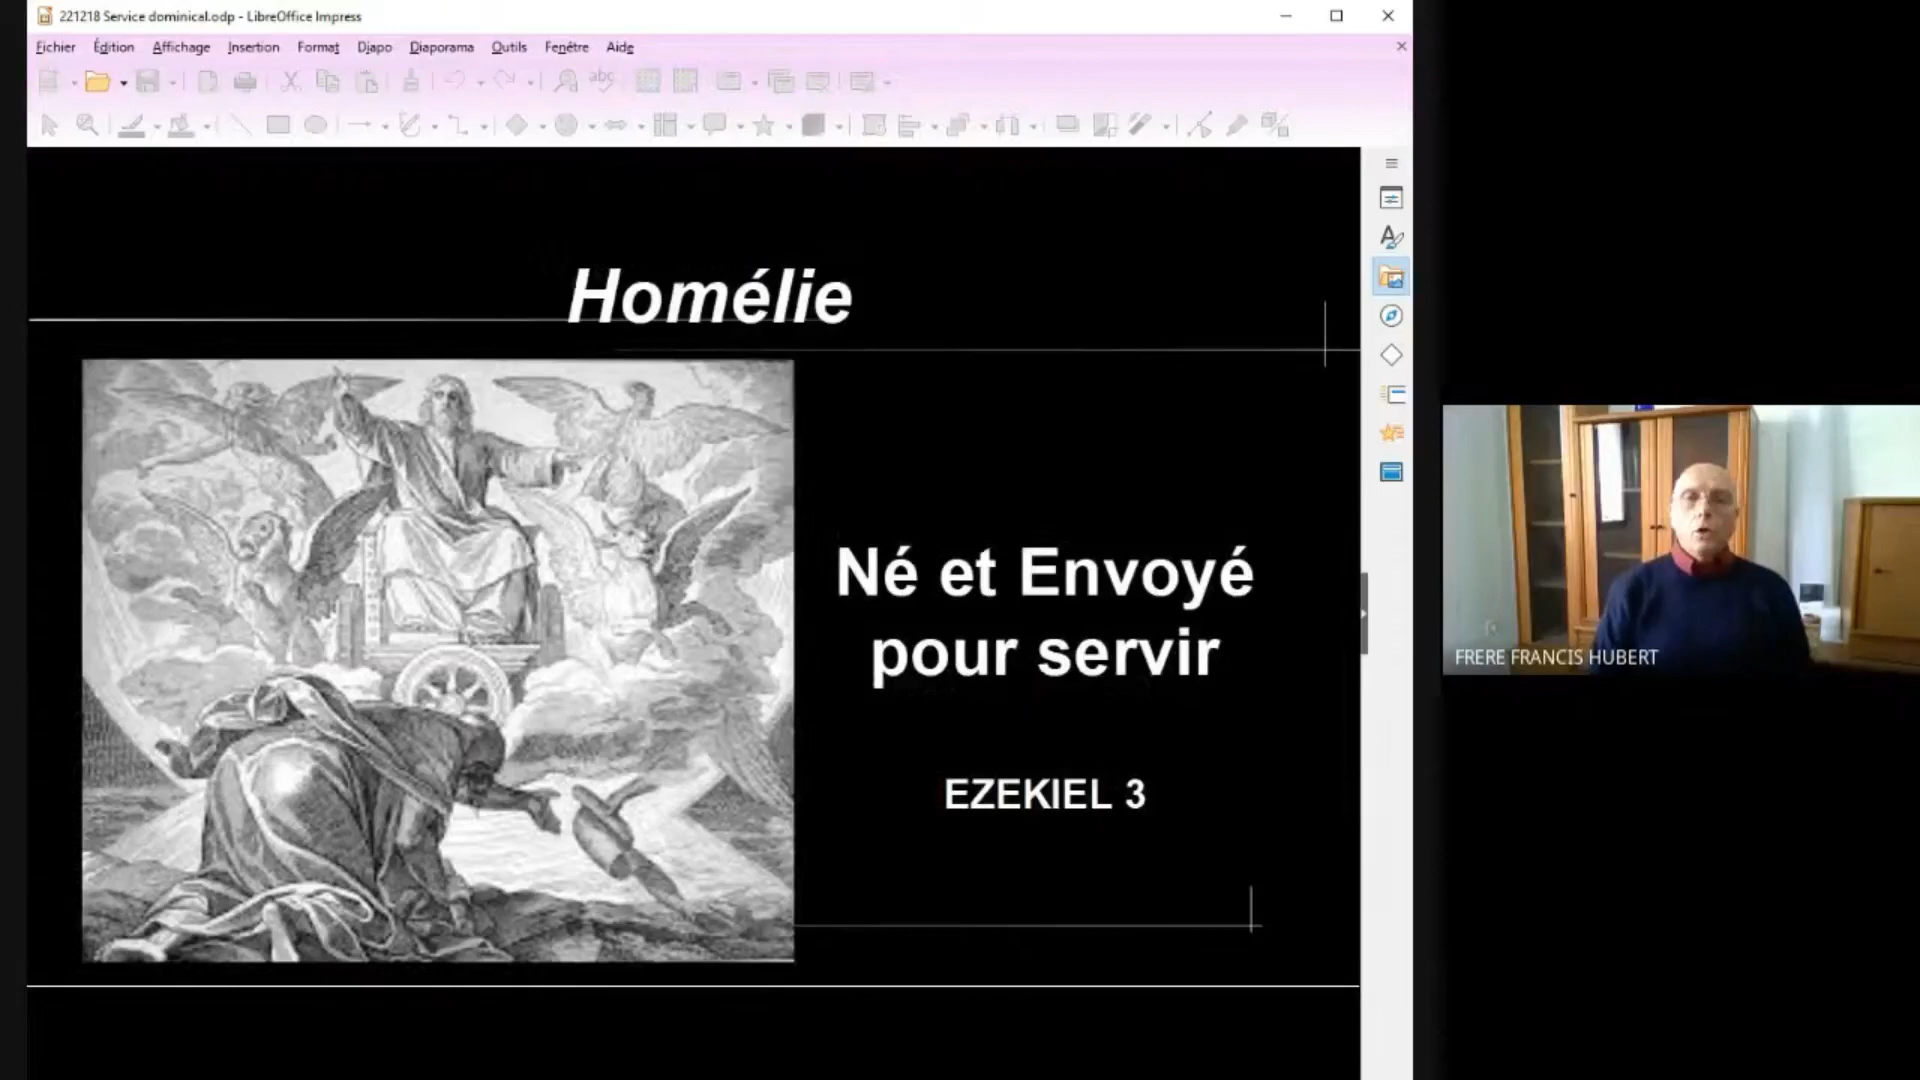 221218 Service dominical.odp - LibreOffice Impress
Fichier Édition Affichage Insertion Format Diapo Diaporama Outils Fenêtre Aide
abc
Homélie
Né et Envoyé
pour servir
EZEKIEL 3
FRERE FRANCIS HUBERT